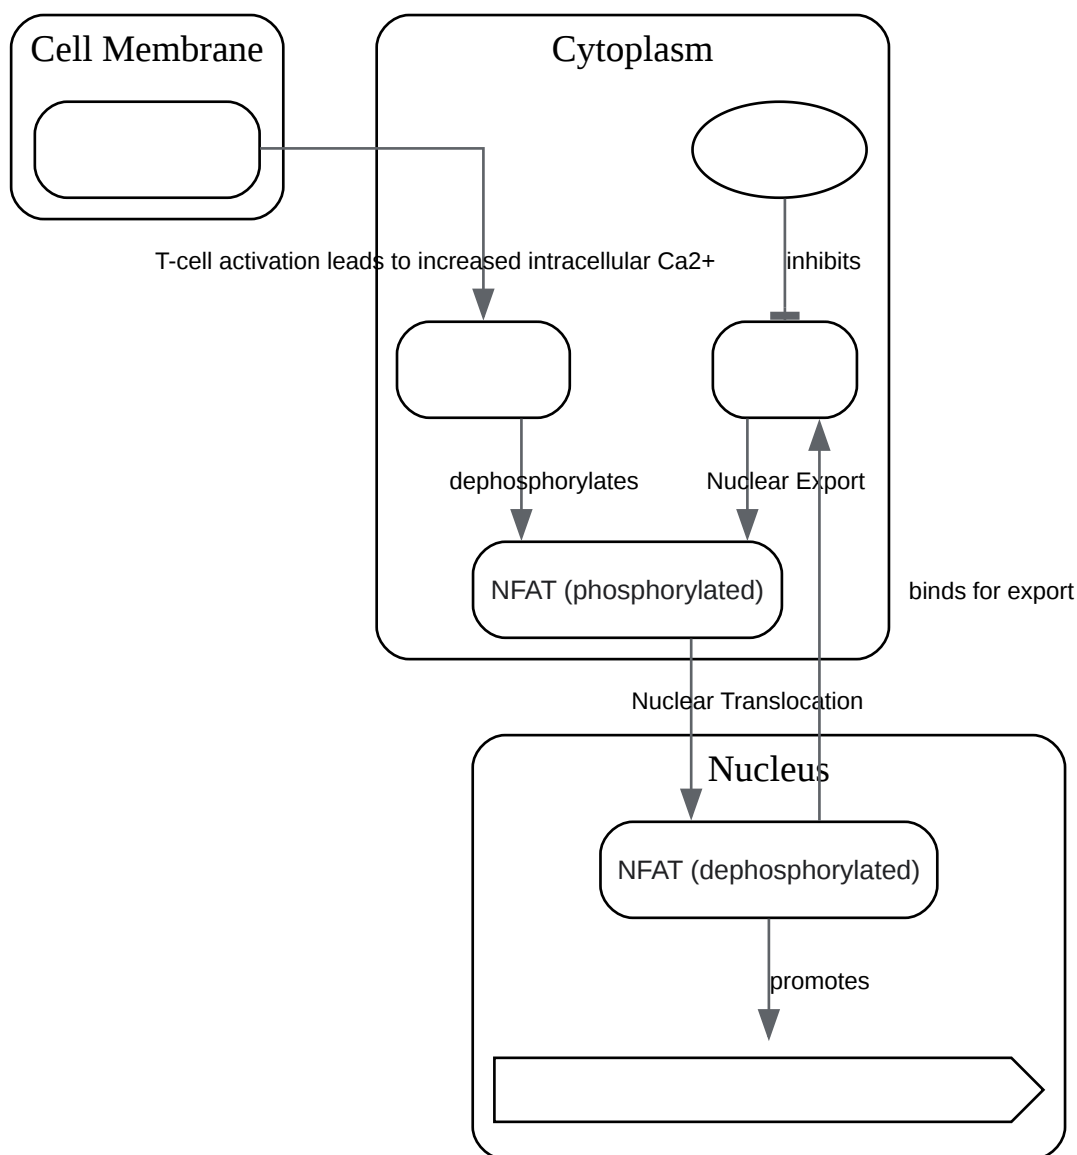 Cell Membrane
Cytoplasm
T-cell activation leads to increased intracellular Ca2+
inhibits
dephosphorylates
Nuclear Export
NFAT (phosphorylated)
binds for export
Nuclear Translocation
Nucleus
NFAT (dephosphorylated)
promotes